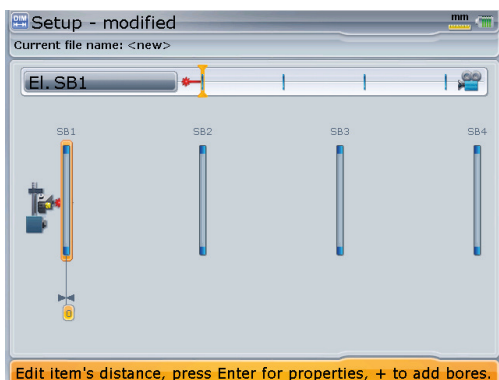 DIM Setup - modified
mm
Current file name: <new>
El. SB1
SB1 SB2 SB3 SB4
0
Edit item's distance, press Enter for properties, + to add bores.